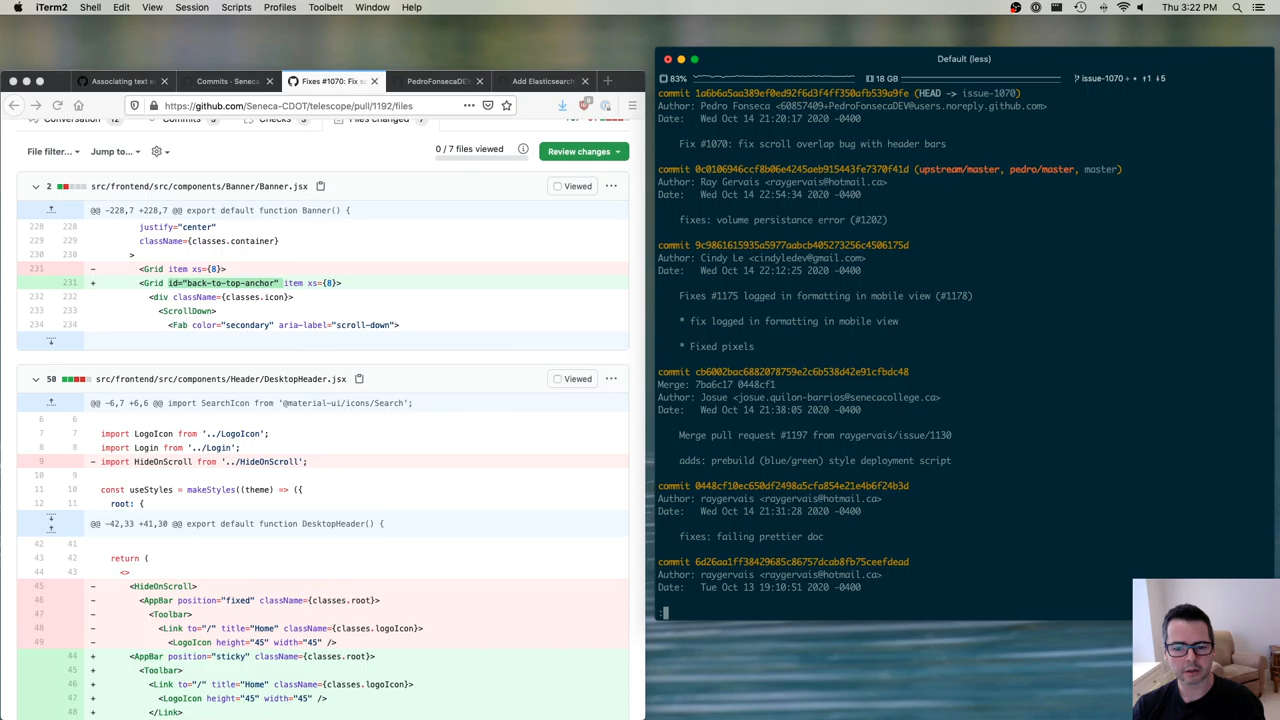 iTerm2 Shell Edit View Session Scripts Profiles Toolbelt Window Help
Thu 3:22 PM
Associating text e
Commits · Seneca
Fixes #1070: Fix sc
PedroFonsecaDEV
Add Elasticsearch
https://github.com/Seneca-CDOT/telescope/pull/1192/files
Conversation 12 Commits 5 Checks 3 Files changed 7
File filter... Jump to... 0 / 7 files viewed Review changes
2 src/frontend/src/components/Banner/Banner.jsx Viewed
@@ -228,7 +228,7 @@ export default function Banner() {
228 228 justify="center"
229 229 className={classes.container}
230 230 >
231 - <Grid item xs={8}>
231 + <Grid id="back-to-top-anchor" item xs={8}>
232 232 <div className={classes.icon}>
233 233 <ScrollDown>
234 234 <Fab color="secondary" aria-label="scroll-down">
50 src/frontend/src/components/Header/DesktopHeader.jsx Viewed
@@ -6,7 +6,6 @@ import SearchIcon from '@material-ui/icons/Search';
6 6
7 7 import LogoIcon from '../LogoIcon';
8 8 import Login from '../Login';
9 - import HideOnScroll from '../HideOnScroll';
10 9
11 10 const useStyles = makeStyles((theme) => ({
12 11 root: {
@@ -42,33 +41,30 @@ export default function DesktopHeader() {
42 41
43 42 return (
44 43 <>
45 - <HideOnScroll>
46 - <AppBar position="fixed" className={classes.root}>
47 - <Toolbar>
48 - <Link to="/" title="Home" className={classes.logoIcon}>
49 - <LogoIcon height="45" width="45" />
44 + <AppBar position="sticky" className={classes.root}>
45 + <Toolbar>
46 + <Link to="/" title="Home" className={classes.logoIcon}>
47 + <LogoIcon height="45" width="45" />
48 + </Link>
Default (less)
83% 18 GB issue-1070 + • ↑1 ↓5
commit 1a6b6a5aa389ef0ed92f6d3f4ff350afb539a9fe (HEAD -> issue-1070)
Author: Pedro Fonseca <60857409+PedroFonsecaDEV@users.noreply.github.com>
Date: Wed Oct 14 21:20:17 2020 -0400
Fix #1070: fix scroll overlap bug with header bars
commit 0c0106946ccf8b06e4245aeb915443fe7370f41d (upstream/master, pedro/master, master)
Author: Ray Gervais <raygervais@hotmail.ca>
Date: Wed Oct 14 22:54:34 2020 -0400
fixes: volume persistance error (#1202)
commit 9c9861615935a5977aabcb405273256c4506175d
Author: Cindy Le <cindyledev@gmail.com>
Date: Wed Oct 14 22:12:25 2020 -0400
Fixes #1175 logged in formatting in mobile view (#1178)
* fix logged in formatting in mobile view
* Fixed pixels
commit cb6002bac6882078759e2c6b538d42e91cfbdc48
Merge: 7ba6c17 0448cf1
Author: Josue <josue.quilon-barrios@senecacollege.ca>
Date: Wed Oct 14 21:38:05 2020 -0400
Merge pull request #1197 from raygervais/issue/1130
adds: prebuild (blue/green) style deployment script
commit 0448cf10ec650df2498a5cfa854e21e4b6f24b3d
Author: raygervais <raygervais@hotmail.ca>
Date: Wed Oct 14 21:31:28 2020 -0400
fixes: failing prettier doc
commit 6d26aa1ff38429685c86757dcab8fb75ceefdead
Author: raygervais <raygervais@hotmail.ca>
Date: Tue Oct 13 19:10:51 2020 -0400
: